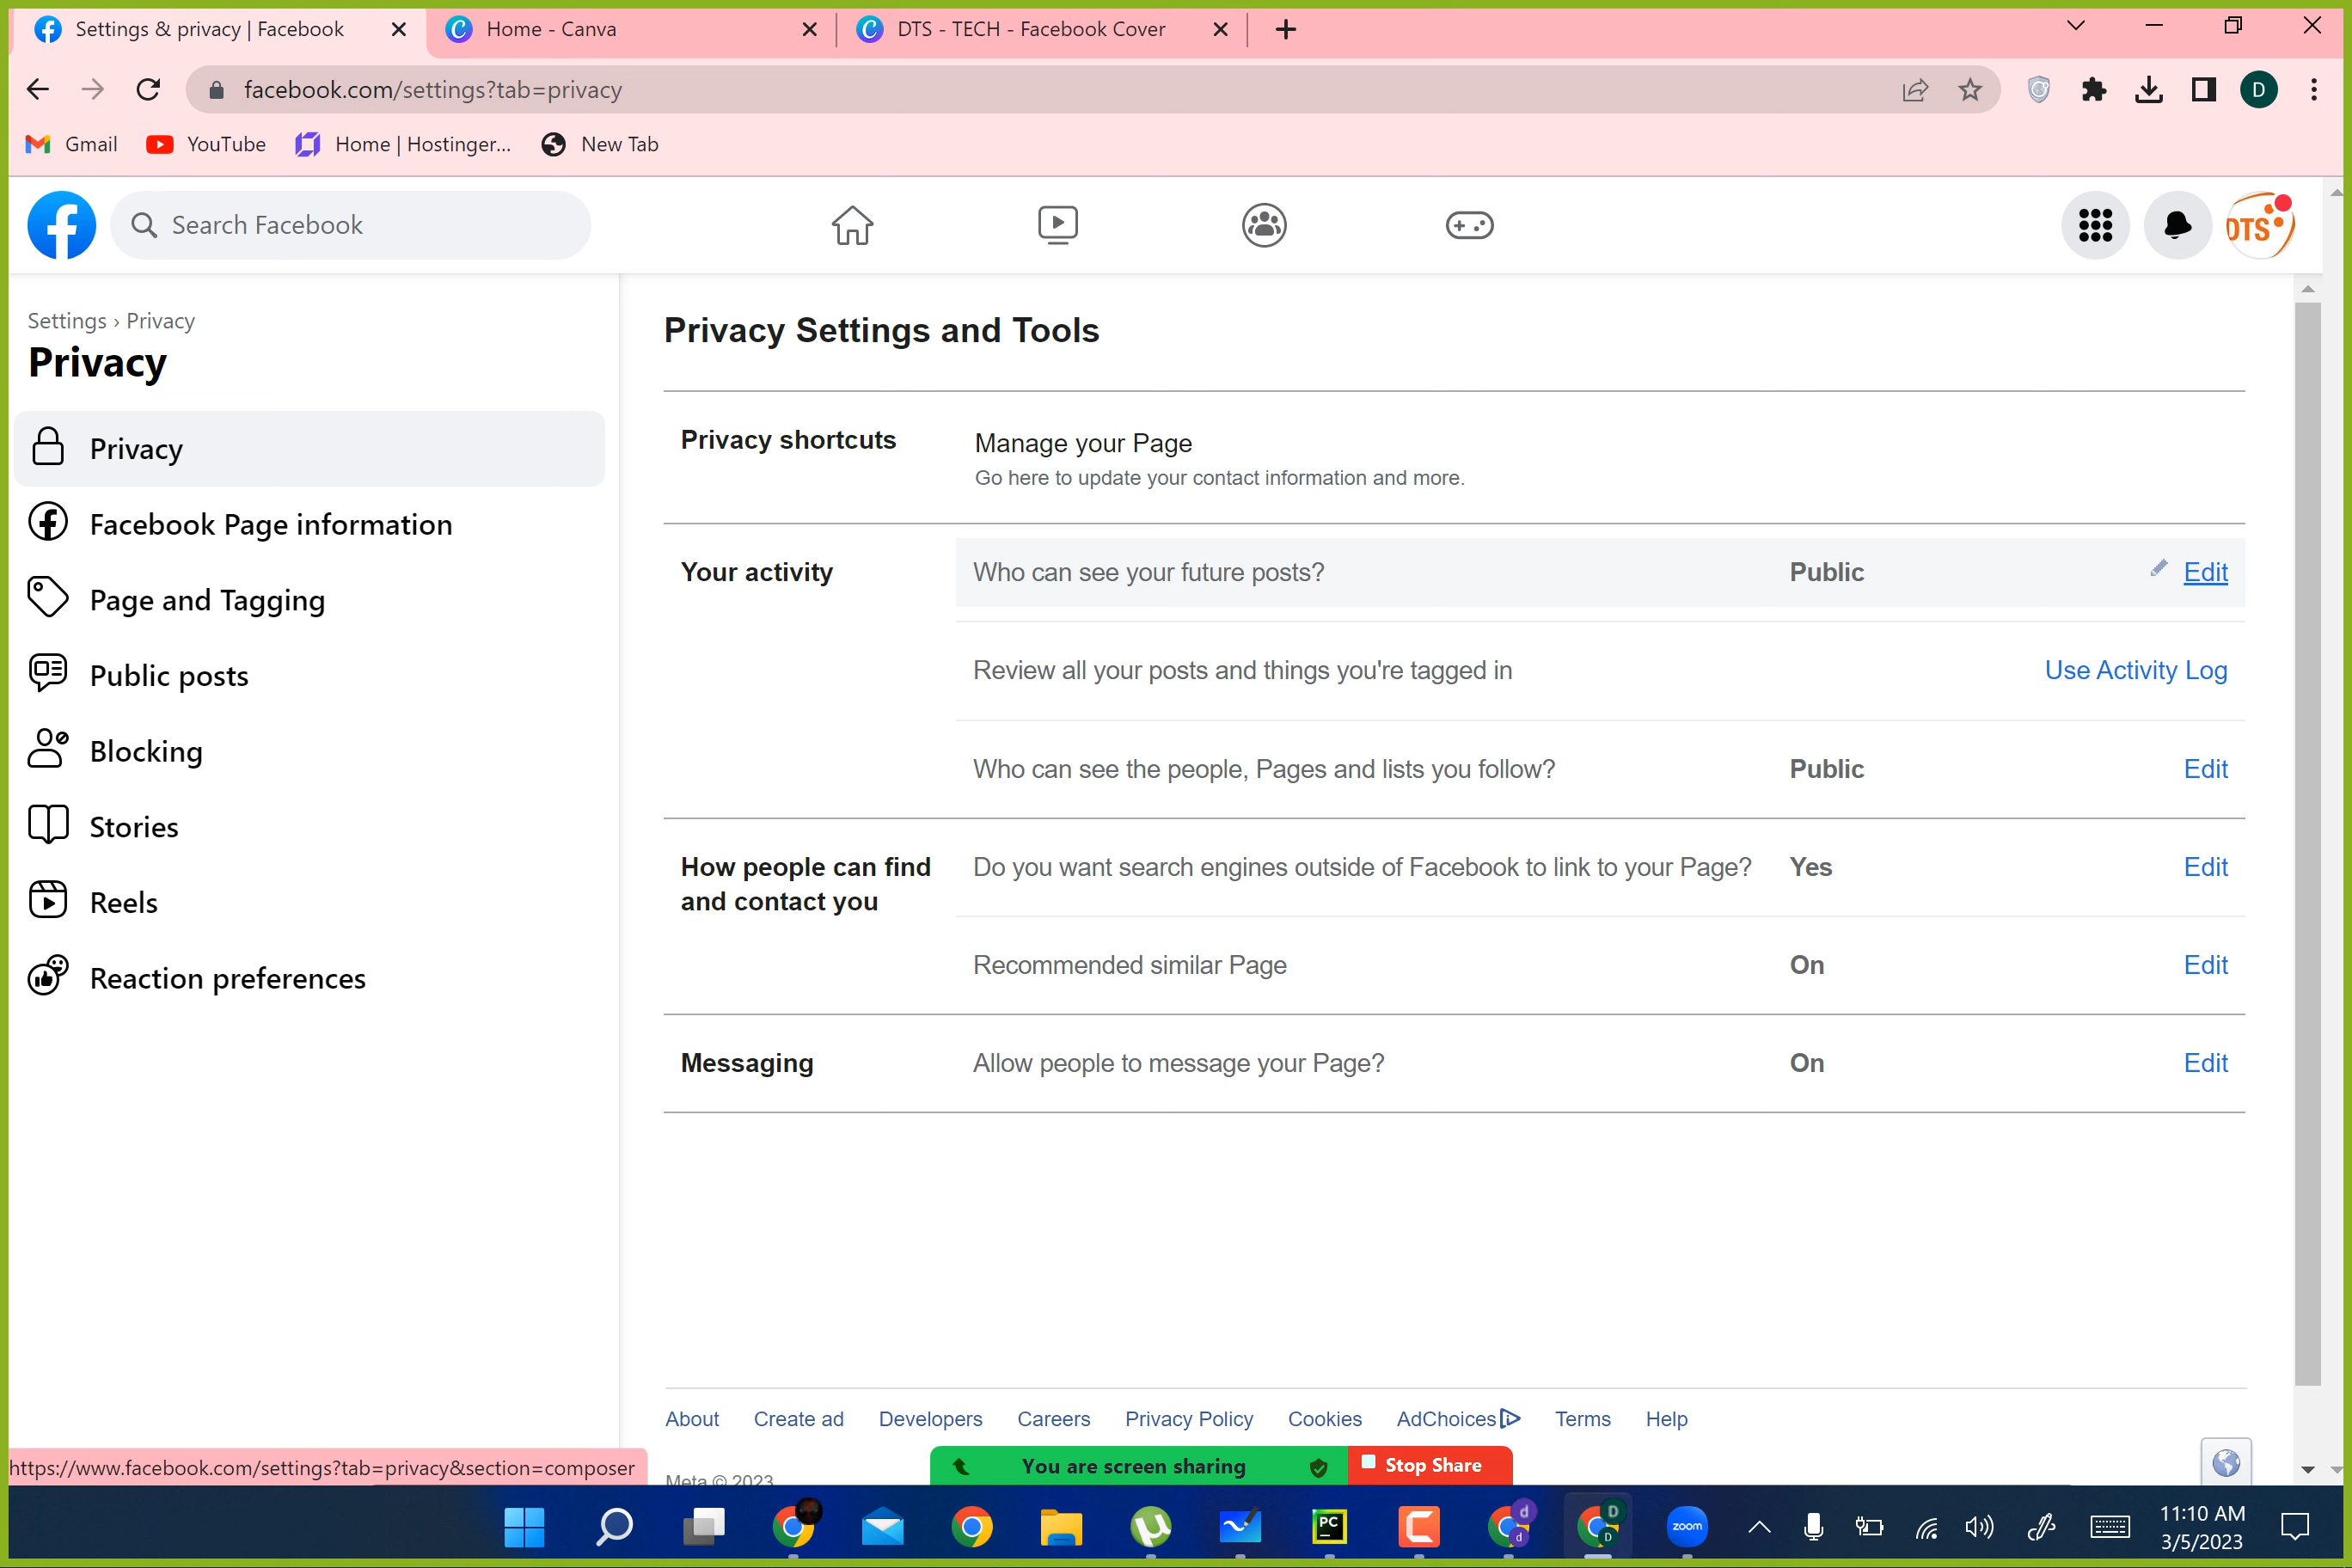 Settings & privacy | Facebook
Home - Canva
DTS - TECH - Facebook Cover
facebook.com/settings?tab=privacy
D
Gmail
YouTube
Home | Hostinger...
New Tab
Search Facebook
DTS
Settings › Privacy
Privacy
Privacy
Facebook Page information
Page and Tagging
Public posts
Blocking
Stories
Reels
Reaction preferences
Privacy Settings and Tools
Privacy shortcuts
Manage your Page
Go here to update your contact information and more.
Your activity
Who can see your future posts?
Public
Edit
Review all your posts and things you're tagged in
Use Activity Log
Who can see the people, Pages and lists you follow?
Public
Edit
How people can find
and contact you
Do you want search engines outside of Facebook to link to your Page?
Yes
Edit
Recommended similar Page
On
Edit
Messaging
Allow people to message your Page?
On
Edit
About
Create ad
Developers
Careers
Privacy Policy
Cookies
AdChoices
Terms
Help
https://www.facebook.com/settings?tab=privacy&section=composer
Meta © 2023
You are screen sharing
Stop Share
PC
d
d
D
D
zoom
11:10 AM
3/5/2023